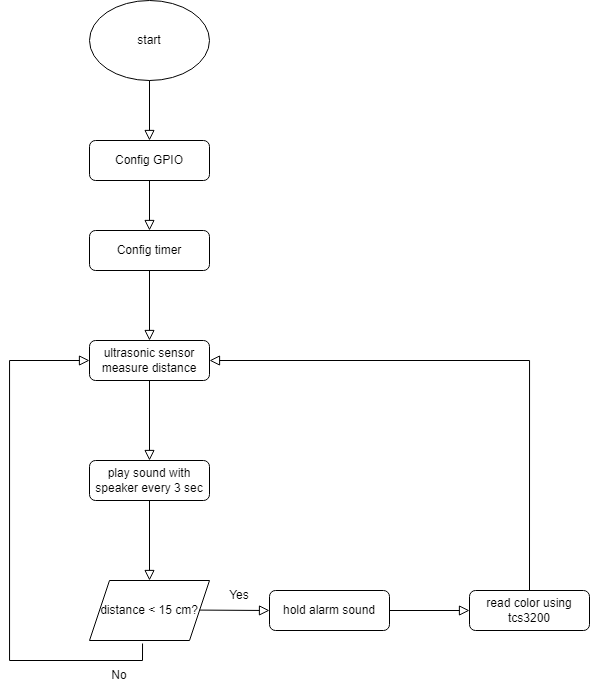 start
Config GPIO
Config timer
ultrasonic sensor
measure distance
play sound with
speaker every 3 sec
distance < 15 cm?
Yes
hold alarm sound
read color using
tcs3200
No